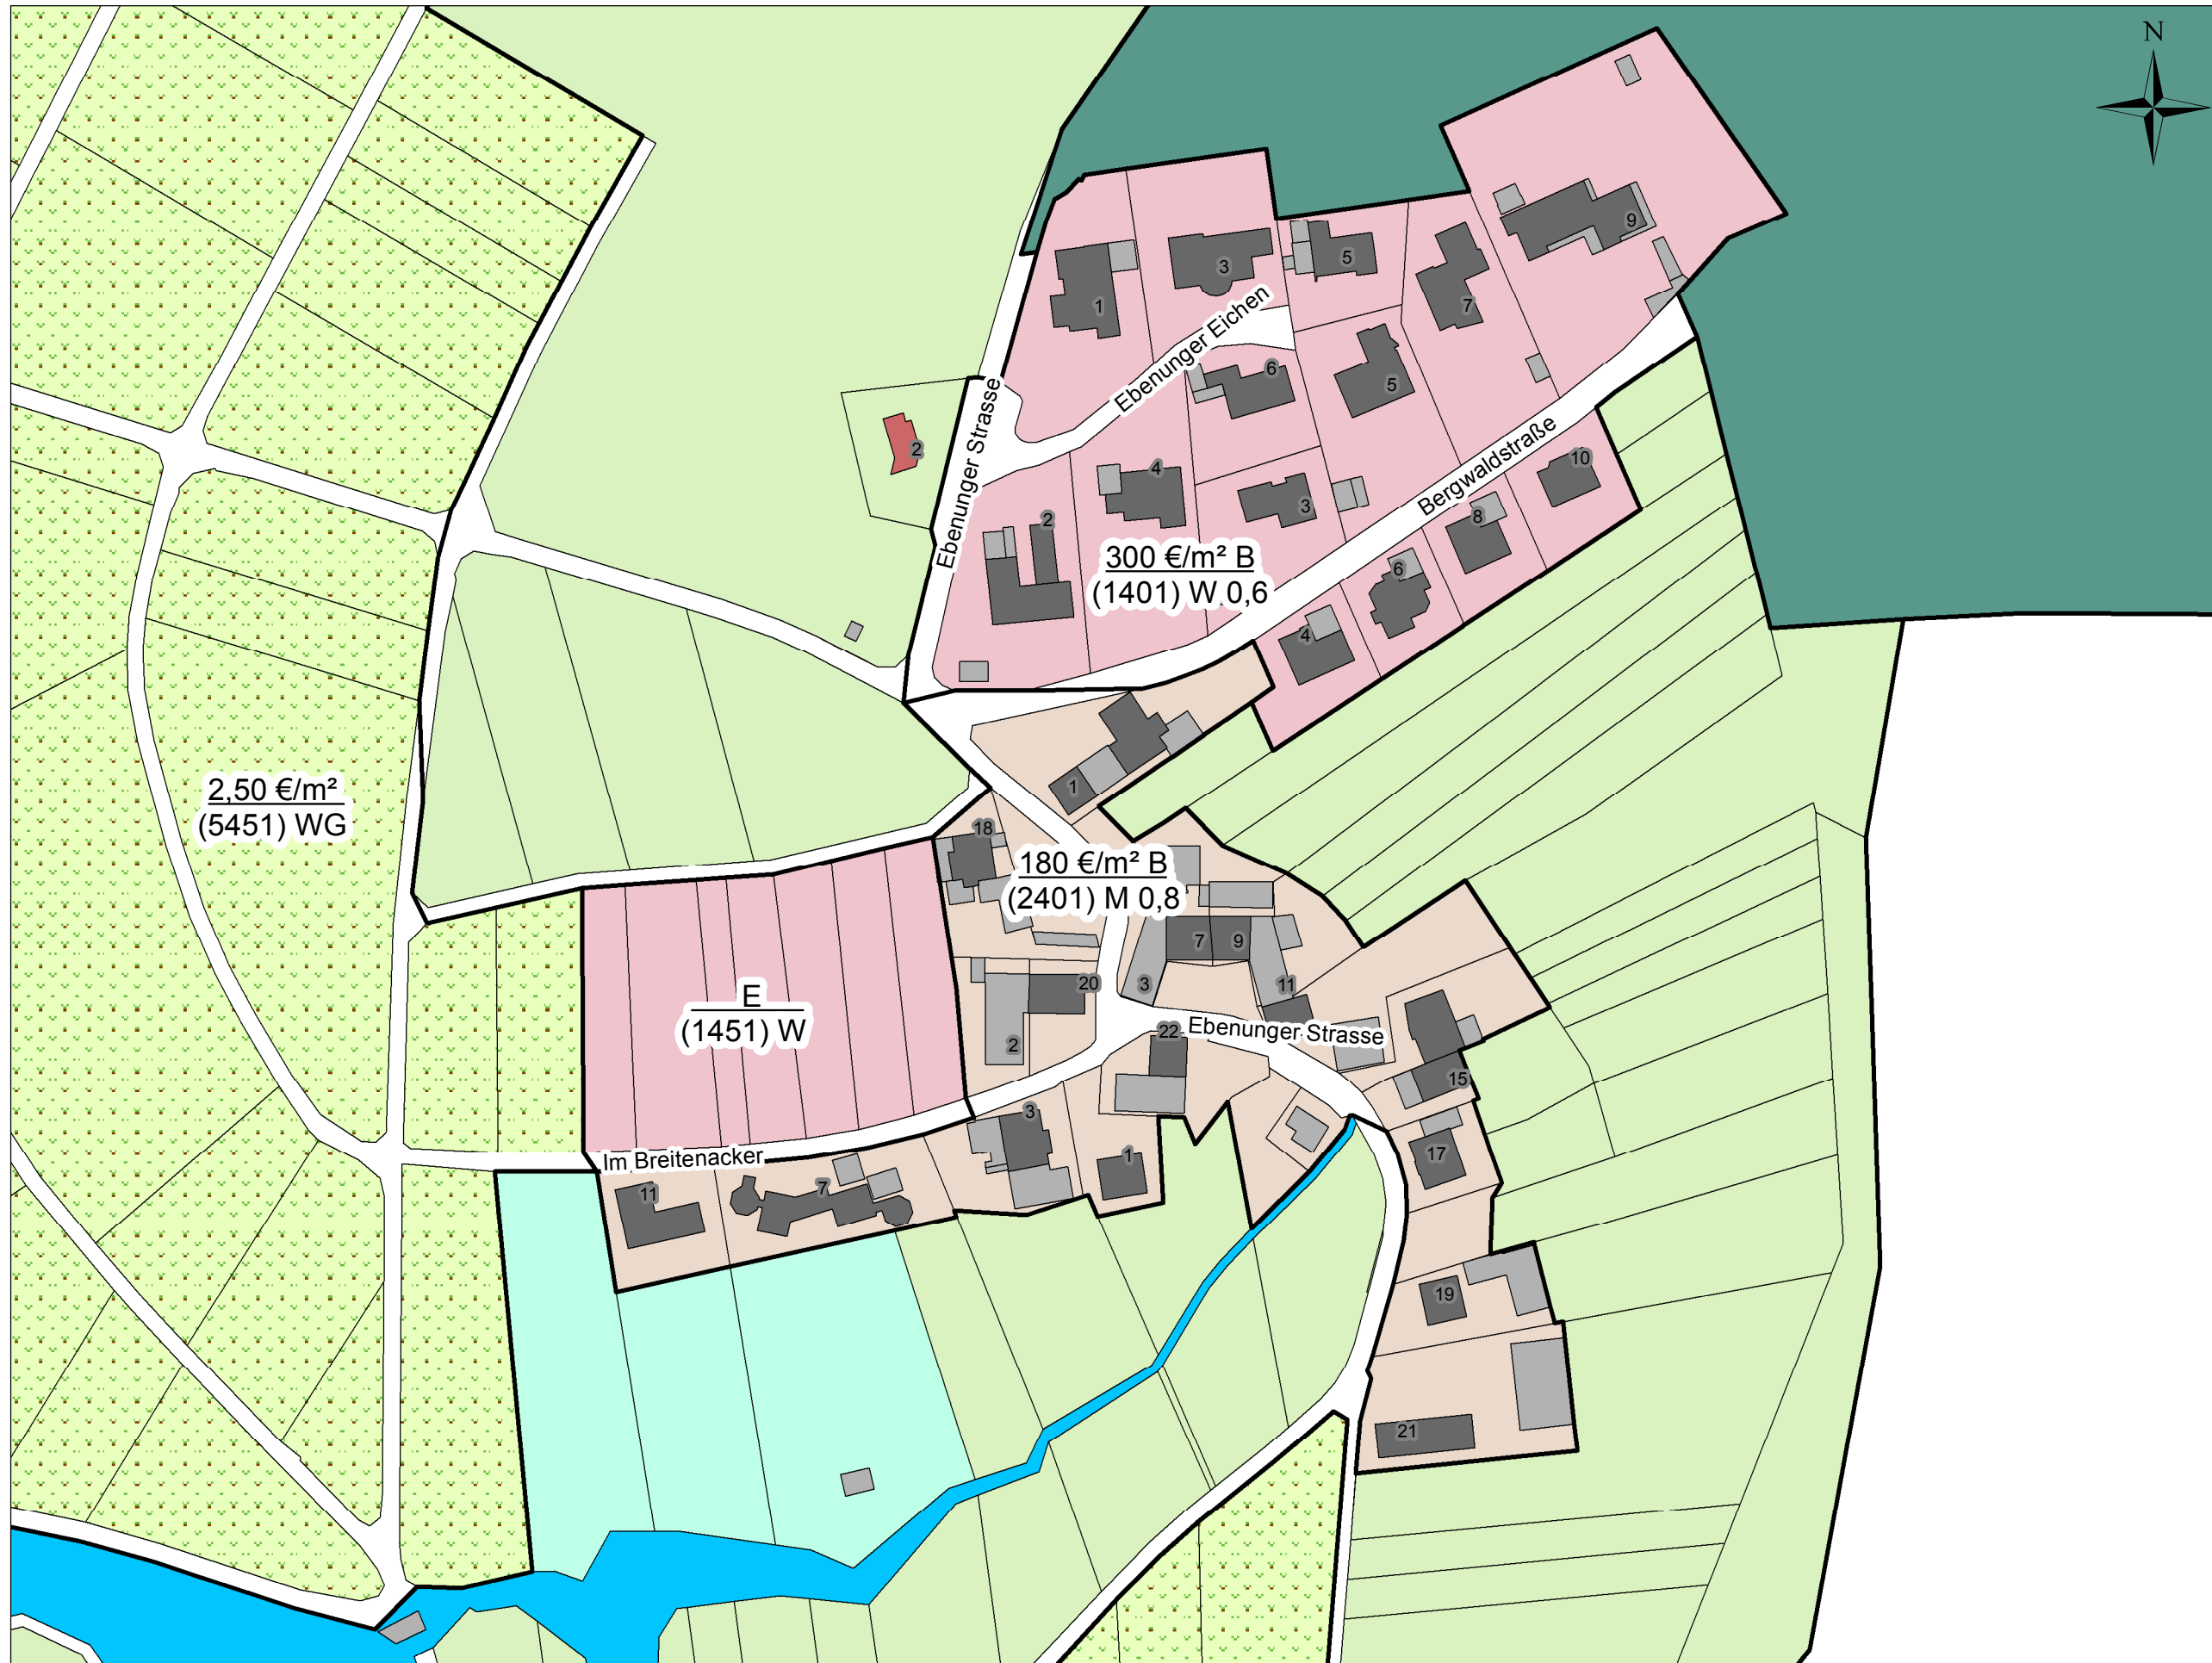 N
9
3
5
1
7
Ebenunger Eichen
6
5
Ebenunger Strasse
2
Bergwaldstraße
10
4
3
8
2
300 €/m² B
(1401) W 0,6
6
4
2,50 €/m²
(5451) WG
1
18
180 €/m² B
(2401) M 0,8
7
9
3
11
20
E
(1451) W
22
Ebenunger Strasse
2
15
3
17
1
Im Breitenacker
11
7
19
21